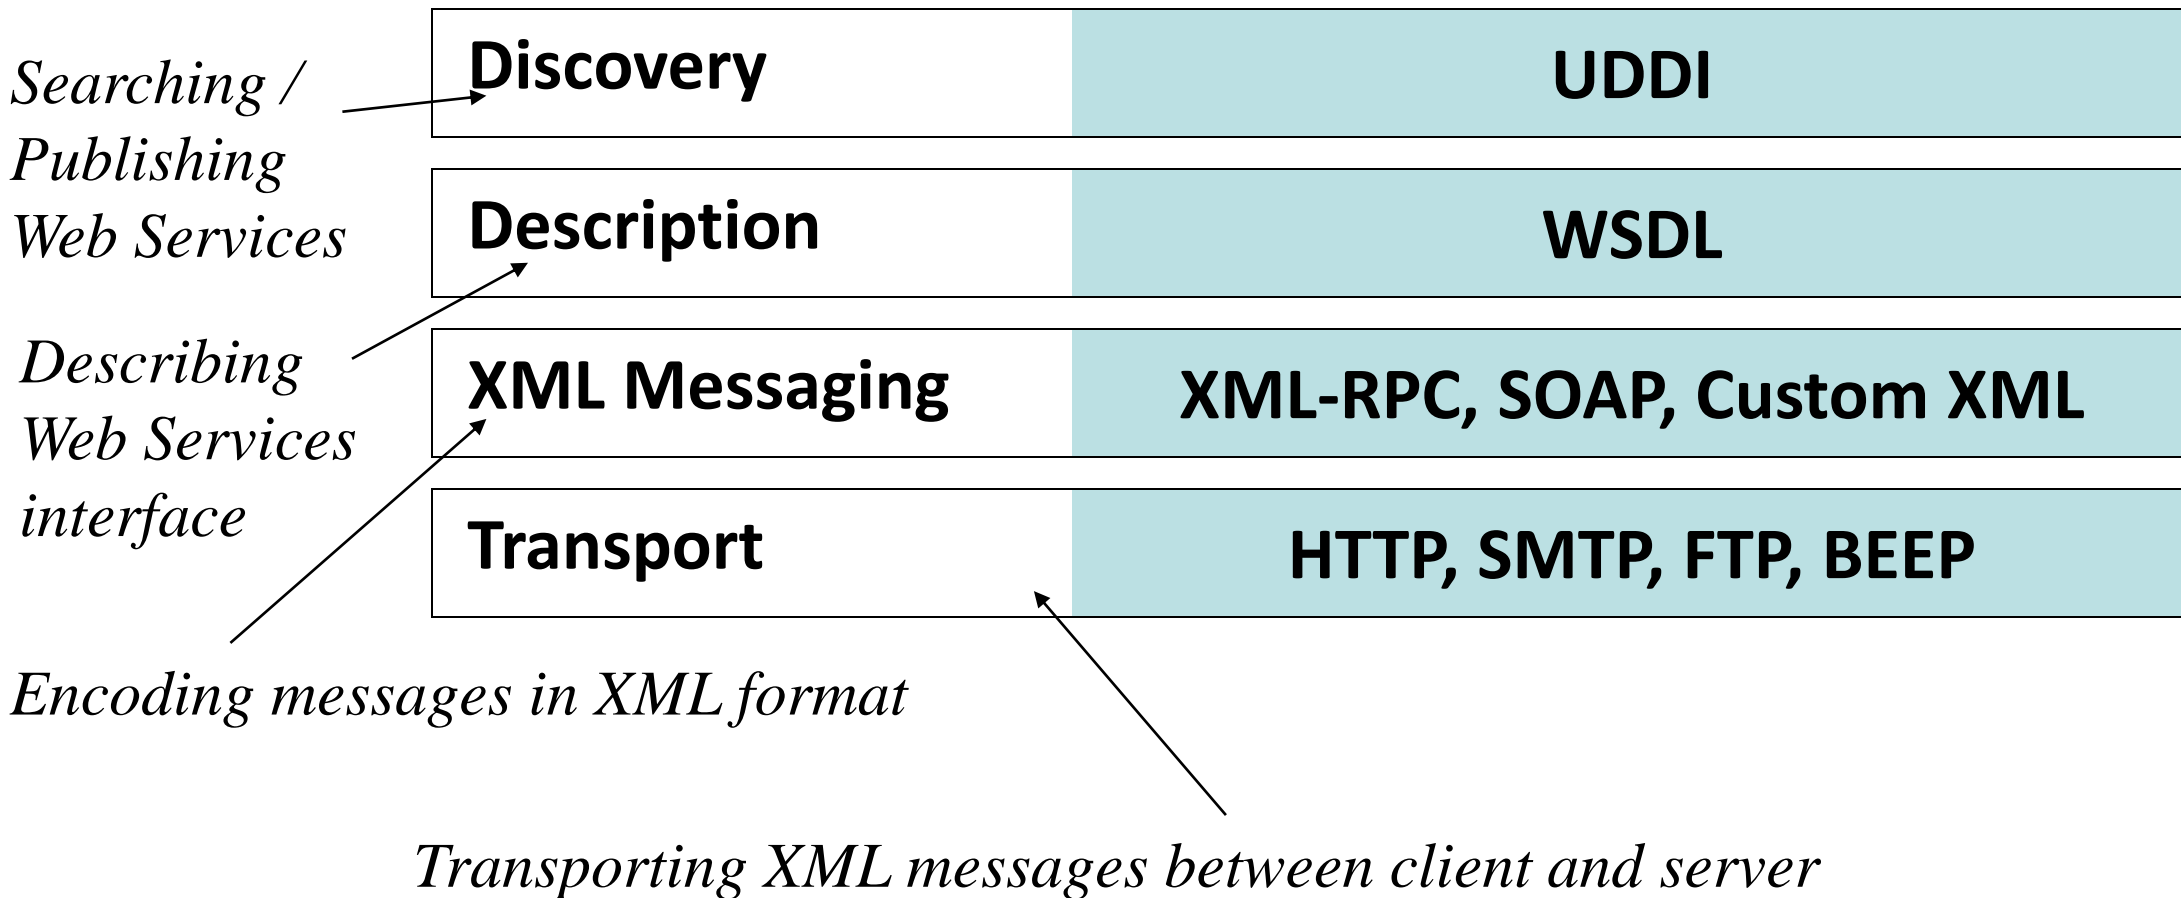 Searching /
Publishing
Web Services
Discovery
UDDI
Description
WSDL
Describing
Web Services
interface
XML Messaging
XML-RPC, SOAP, Custom XML
Transport
HTTP, SMTP, FTP, BEEP
Encoding messages in XML format
Transporting XML messages between client and server